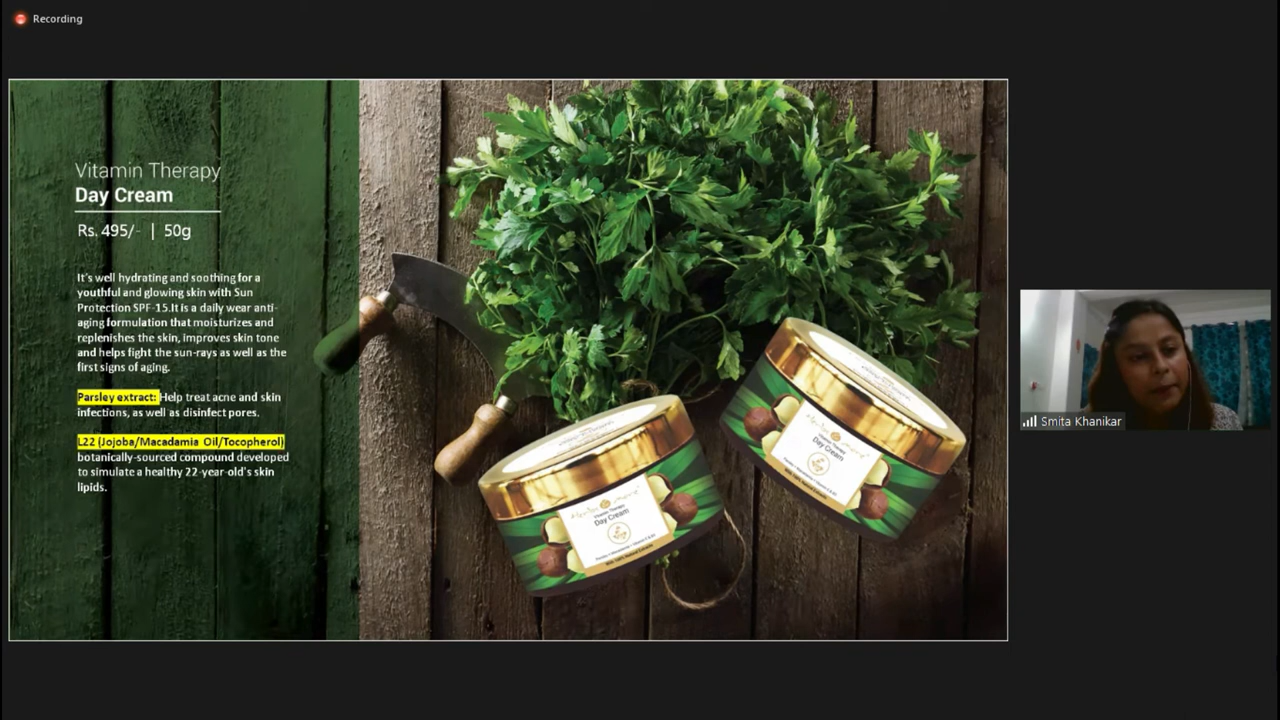 Recording
Vitamin Therapy
Day Cream
Rs. 495/- | 50g
It's well hydrating and soothing for a
youthful and glowing skin with Sun
Protection SPF-15.It is a daily wear anti-
aging formulation that moisturizes and
replenishes the skin, improves skin tone
and helps fight the sun-rays as well as the
first signs of aging.
Parsley extract: Help treat acne and skin
infections, as well as disinfect pores.
L22 (Jojoba/Macadamia Oil/Tocopherol)
botanically-sourced compound developed
to simulate a healthy 22-year-old's skin
lipids.
Vitamin Therapy
Day Cream
Vitamin Therapy
Day Cream
Smita Khanikar